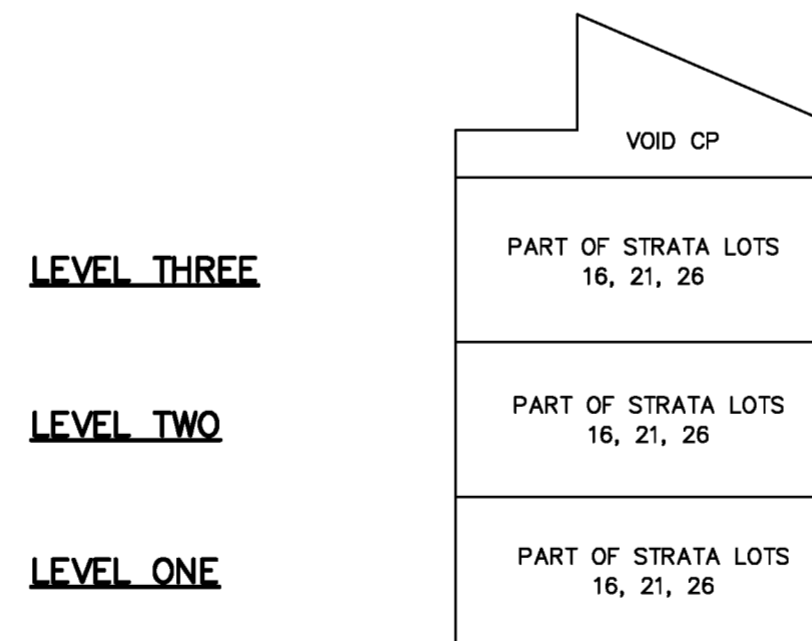 VOID CP
LEVEL THREE
PART OF STRATA LOTS
16, 21, 26
LEVEL TWO
PART OF STRATA LOTS
16, 21, 26
LEVEL ONE
PART OF STRATA LOTS
16, 21, 26